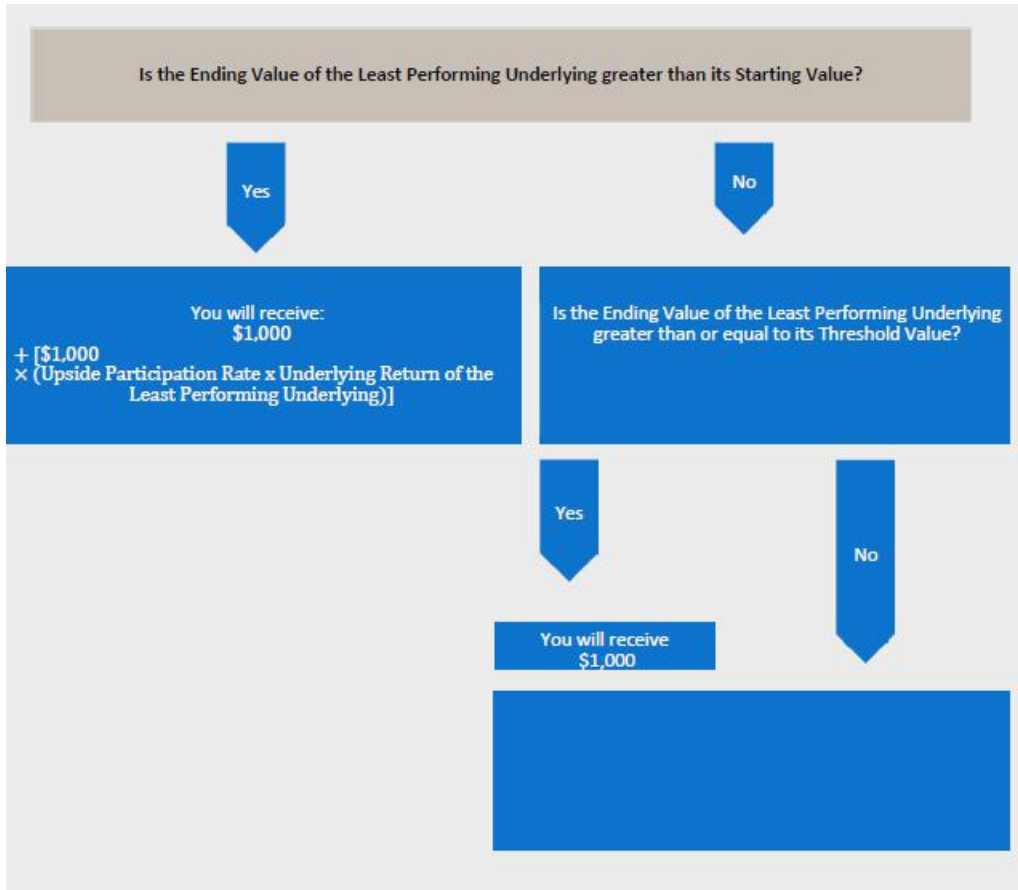 Is the Ending Value of the Least Performing Underlying greater than its Starting Value?
Yes
No
You will receive:
$1,000
+ [$1,000
× (Upside Participation Rate x Underlying Return of the
Least Performing Underlying)]
Is the Ending Value of the Least Performing Underlying
greater than or equal to its Threshold Value?
Yes
No
You will receive
$1,000